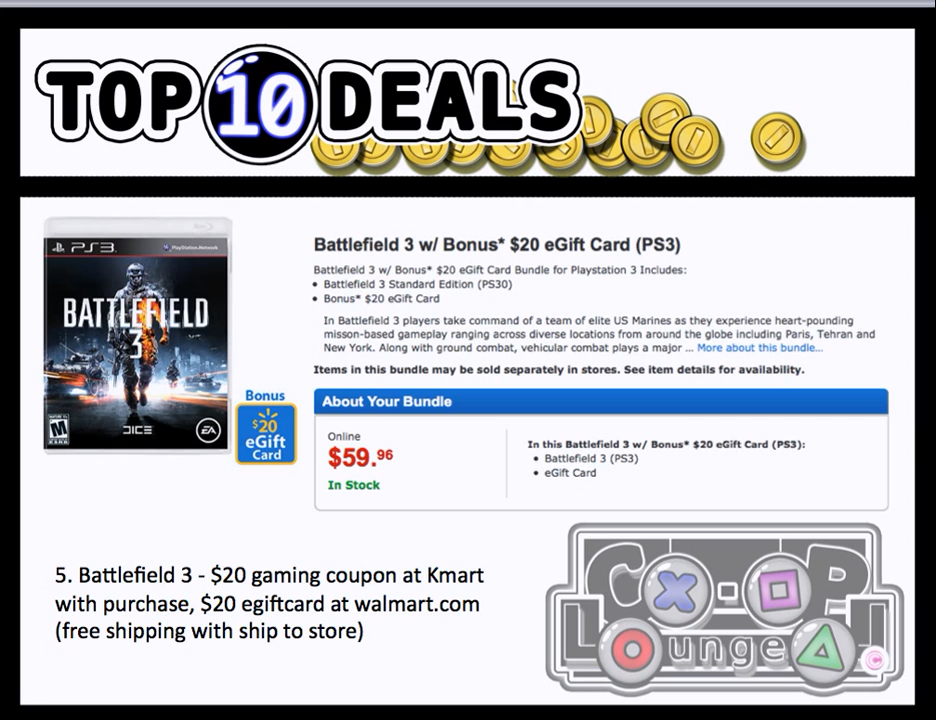 TOP 10 DEALS
PS3 PlayStation Network
BATTLEFIELD
3
DICE
EA
M
Bonus
$20
eGift
Card
Battlefield 3 w/ Bonus* $20 eGift Card (PS3)
Battlefield 3 w/ Bonus* $20 eGift Card Bundle for Playstation 3 Includes:
• Battlefield 3 Standard Edition (PS30)
• Bonus* $20 eGift Card
In Battlefield 3 players take command of a team of elite US Marines as they experience heart-pounding
misson-based gameplay ranging across diverse locations from around the globe including Paris, Tehran and
New York. Along with ground combat, vehicular combat plays a major ... More about this bundle...
Items in this bundle may be sold separately in stores. See item details for availability.
About Your Bundle
Online
$59.96
In Stock
In this Battlefield 3 w/ Bonus* $20 eGift Card (PS3):
• Battlefield 3 (PS3)
• eGift Card
5. Battlefield 3 - $20 gaming coupon at Kmart
with purchase, $20 egiftcard at walmart.com
(free shipping with ship to store)
CO-OP
Lounge